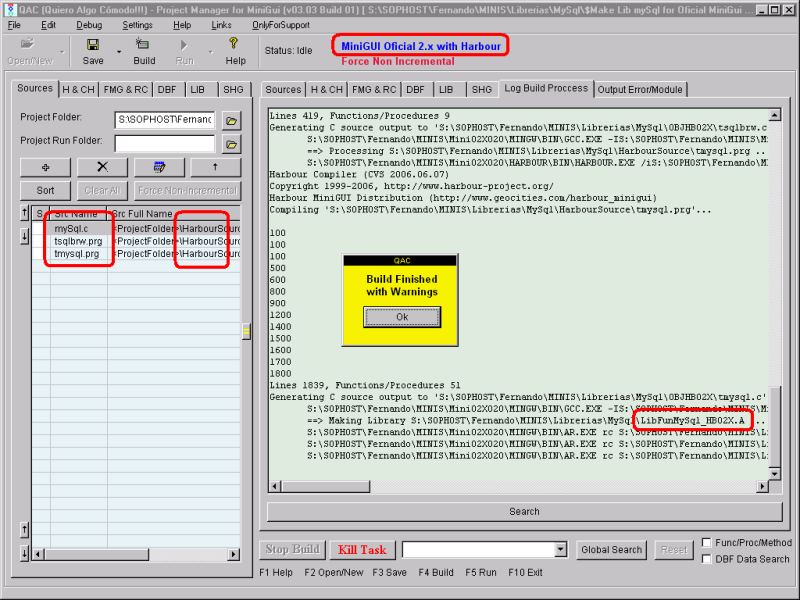 QAC (Quiero Algo Cómodo!!!) - Project Manager for MiniGui (v03.03 Build 01) [ S:\SOPHOST\Fernando\MINIS\Librerias\MySql\$Make Lib mySql for Oficial MiniGui ...
File Edit Debug Settings Help Links OnlyForSupport
Open/New Save Build Run Help
Status: Idle
MiniGUI Oficial 2.x with Harbour
Force Non Incremental
Sources H & CH FMG & RC DBF LIB SHG
Project Folder: S:\SOPHOST\Fernanc
Project Run Folder:
Sort Clear All Force Non-Incremental
S. Src Name Src Full Name
mySql.c <ProjectFolder>\HarbourSourc
tsqlbrw.prg <ProjectFolder>\HarbourSourc
tmysql.prg <ProjectFolder>\HarbourSourc
Sources H & CH FMG & RC DBF LIB SHG Log Build Proccess Output Error/Module
Lines 419, Functions/Procedures 9
Generating C source output to 'S:\SOPHOST\Fernando\MINIS\Librerias\MySql\OBJHB02X\tsqlbrw.c
S:\SOPHOST\Fernando\MINIS\Mini02X020\MINGW\BIN\GCC.EXE -IS:\SOPHOST\Fernando\MINIS\M
==> Processing S:\SOPHOST\Fernando\MINIS\Librerias\MySql\HarbourSource\tmysql.prg ..
S:\SOPHOST\Fernando\MINIS\Mini02X020\HARBOUR\BIN\HARBOUR.EXE /iS:\SOPHOST\Fernando\M
Harbour Compiler (CVS 2006.06.07)
Copyright 1999-2006, http://www.harbour-project.org/
Harbour MiniGUI Distribution (http://www.geocities.com/harbour_minigui)
Compiling 'S:\SOPHOST\Fernando\MINIS\Librerias\MySql\HarbourSource\tmysql.prg'...
100
100
100
500
600
800
900
1200
1400
1500
1600
1700
1800
Lines 1839, Functions/Procedures 51
Generating C source output to 'S:\SOPHOST\Fernando\MINIS\Librerias\MySql\OBJHB02X\tmysql.c'
S:\SOPHOST\Fernando\MINIS\Mini02X020\MINGW\BIN\GCC.EXE -IS:\SOPHOST\Fernando\MINIS\M
==> Making Library S:\SOPHOST\Fernando\MINIS\Librerias\MySql\LibFunMySql_HB02X.A ..
S:\SOPHOST\Fernando\MINIS\Mini02X020\MINGW\BIN\AR.EXE rc S:\SOPHOST\Fernando\MINIS\Li
S:\SOPHOST\Fernando\MINIS\Mini02X020\MINGW\BIN\AR.EXE rc S:\SOPHOST\Fernando\MINIS\Li
S:\SOPHOST\Fernando\MINIS\Mini02X020\MINGW\BIN\AR.EXE rc S:\SOPHOST\Fernando\MINIS\Li
QAC
Build Finished
with Warnings
Ok
Search
Stop Build Kill Task Global Search Reset
Func/Proc/Method
DBF Data Search
F1 Help F2 Open/New F3 Save F4 Build F5 Run F10 Exit